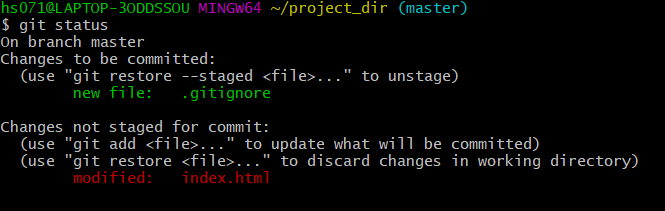 hs071@LAPTOP-3ODDSSOU MINGW64 ~/project_dir (master)
$ git status
On branch master
Changes to be committed:
  (use "git restore --staged <file>..." to unstage)
        new file:   .gitignore

Changes not staged for commit:
  (use "git add <file>..." to update what will be committed)
  (use "git restore <file>..." to discard changes in working directory)
        modified:   index.html